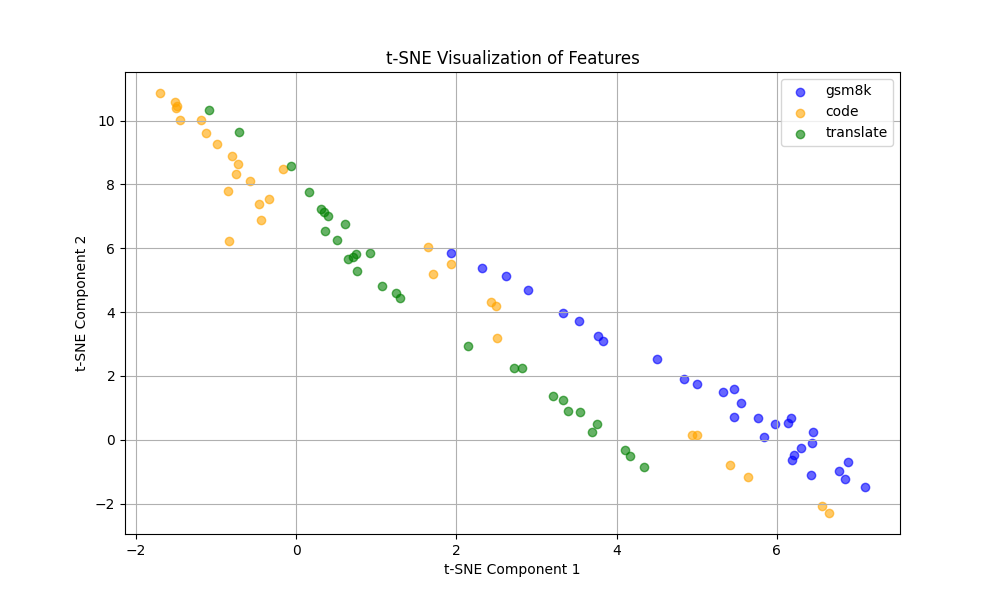 t-SNE Visualization of Features
gsm8k
code
translate
t-SNE Component 2
10
8
6
4
2
0
−2
−2
0
2
4
6
t-SNE Component 1